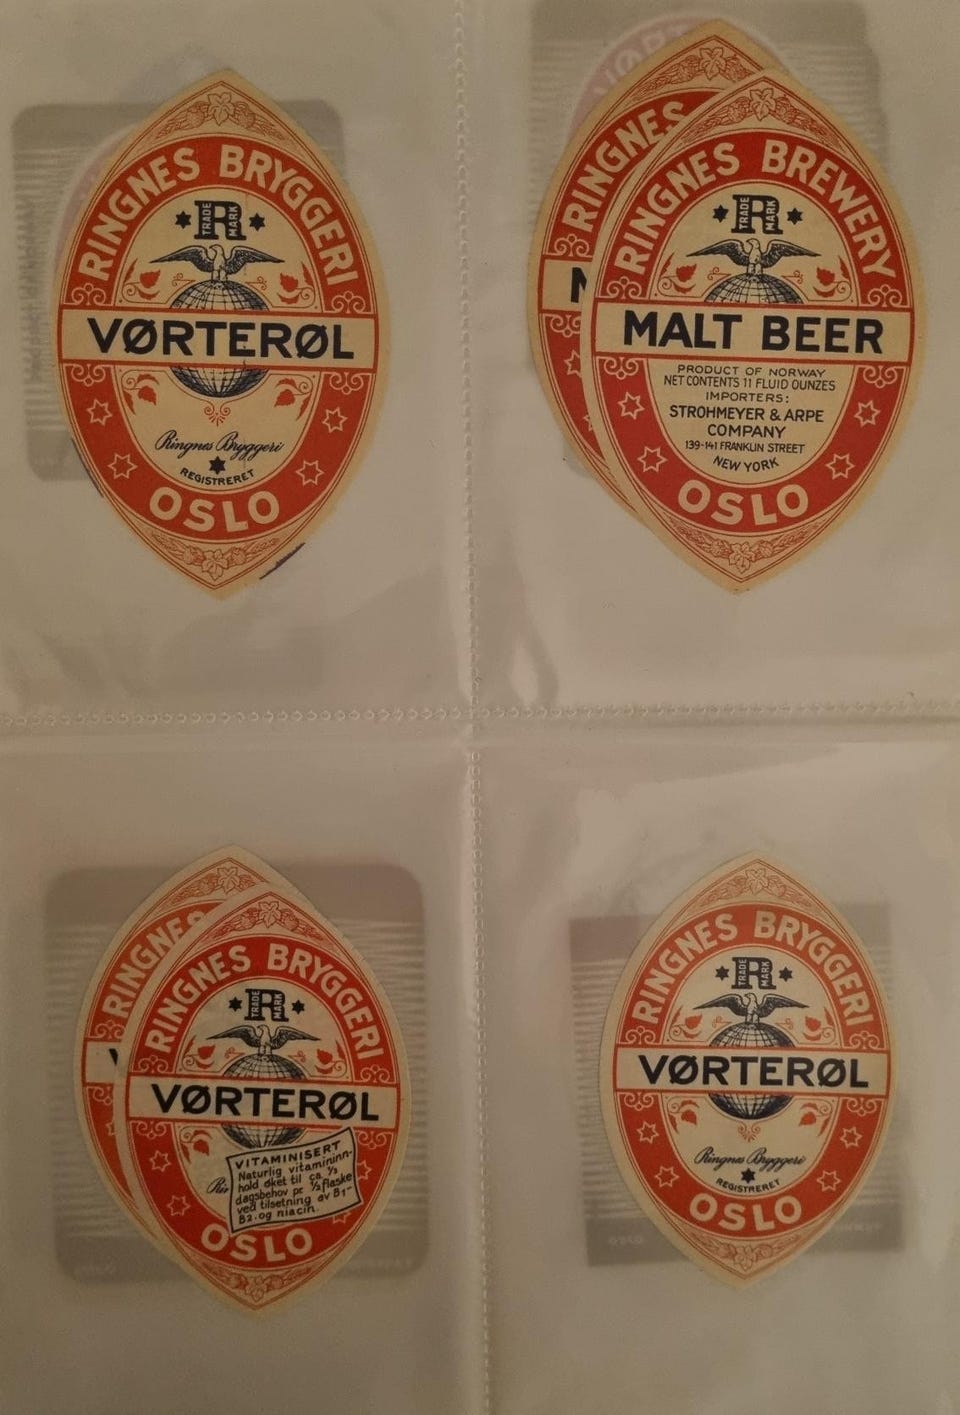 RINGNES BRYGGERI
TRADE R MARK
VØRTERØL
Ringnes Bryggeri
REGISTRERET
OSLO
RINGNES
RINGNES BREWERY
TRADE R MARK
MALT BEER
PRODUCT OF NORWAY
NET CONTENTS 11 FLUID OUNZES
IMPORTERS:
STROHMEYER & ARPE
COMPANY
139-141 FRANKLIN STREET
NEW YORK
OSLO
RINGNES
RINGNES BRYGGERI
TRADE R MARK
VØRTERØL
VITAMINISERT
Naturlig vitamininn-
hold øket til ca. 1/3
dagsbehov pr. 1/3 flaske
ved tilsetning av B1-
B2- og niacin.
OSLO
RINGNES BRYGGERI
TRADE R MARK
VØRTERØL
Ringnes Bryggeri
REGISTRERET
OSLO